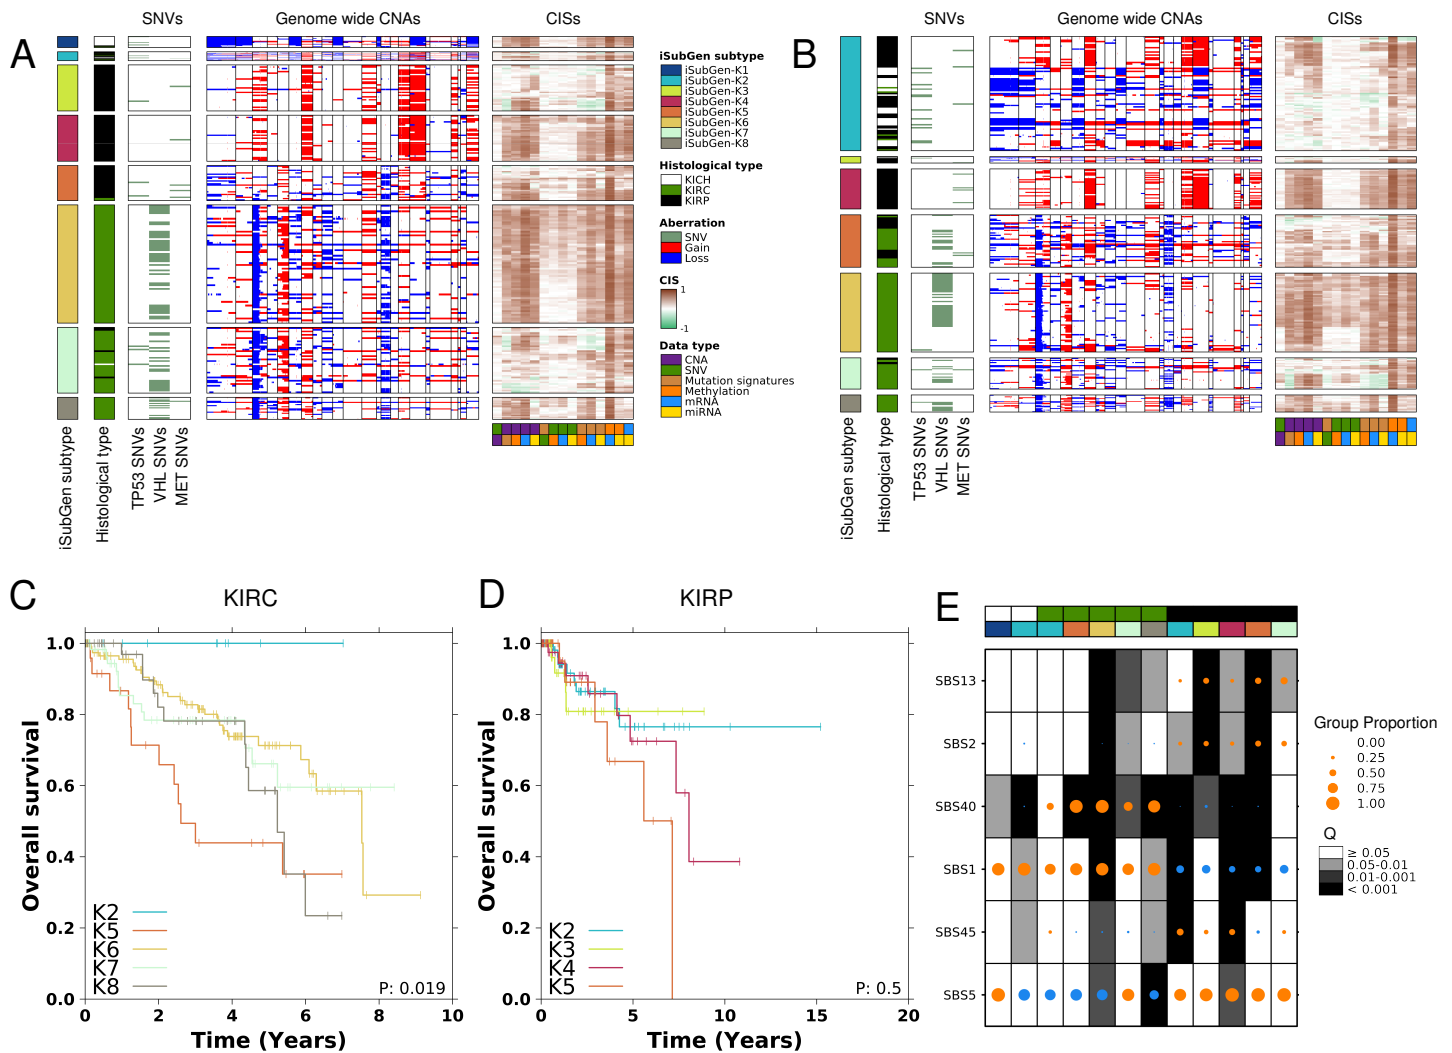 A
SNVs
Genome wide CNAs
CISs
iSubGen subtype
iSubGen-K1
iSubGen-K2
iSubGen-K3
iSubGen-K4
iSubGen-K5
iSubGen-K6
iSubGen-K7
iSubGen-K8
Histological type
KICH
KIRC
KIRP
Aberration
SNV
Gain
Loss
CIS
1
-1
Data type
CNA
SNV
Mutation signatures
Methylation
mRNA
miRNA
iSubGen subtype
Histological type
TP53 SNVs
VHL SNVs
MET SNVs
B
SNVs
Genome wide CNAs
CISs
iSubGen subtype
Histological type
TP53 SNVs
VHL SNVs
MET SNVs
C
KIRC
Overall survival
1.0
0.8
0.6
0.4
0.2
0.0
K2
K5
K6
K7
K8
P: 0.019
0 2 4 6 8 10
Time (Years)
D
KIRP
Overall survival
1.0
0.8
0.6
0.4
0.2
0.0
K2
K3
K4
K5
P: 0.5
0 5 10 15 20
Time (Years)
E
SBS13
SBS2
SBS40
SBS1
SBS45
SBS5
Group Proportion
0.00
0.25
0.50
0.75
1.00
Q
≥ 0.05
0.05-0.01
0.01-0.001
< 0.001